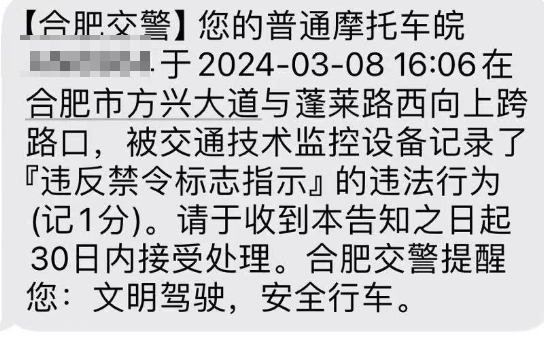 【合肥交警】您的普通摩托车皖
于2024-03-08 16:06在
合肥市方兴大道与蓬莱路西向上跨
路口，被交通技术监控设备记录了
『违反禁令标志指示』的违法行为
(记1分)。请于收到本告知之日起
30日内接受处理。合肥交警提醒
您：文明驾驶，安全行车。